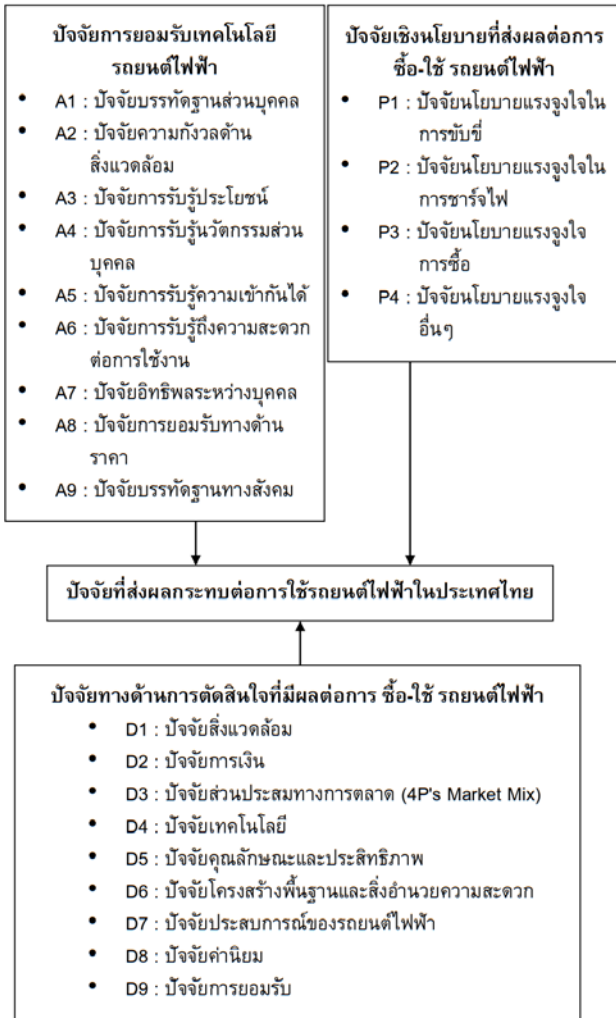 ปัจจัยการยอมรับเทคโนโลยี
รถยนต์ไฟฟ้า
• A1 : ปัจจัยบรรทัดฐานส่วนบุคคล
• A2 : ปัจจัยความกังวลด้าน
สิ่งแวดล้อม
• A3 : ปัจจัยการรับรู้ประโยชน์
• A4 : ปัจจัยการรับรู้นวัตกรรมส่วน
บุคคล
• A5 : ปัจจัยการรับรู้ความเข้ากันได้
• A6 : ปัจจัยการรับรู้ถึงความสะดวก
ต่อการใช้งาน
• A7 : ปัจจัยอิทธิพลระหว่างบุคคล
• A8 : ปัจจัยการยอมรับทางด้าน
ราคา
• A9 : ปัจจัยบรรทัดฐานทางสังคม
ปัจจัยเชิงนโยบายที่ส่งผลต่อการ
ซื้อ-ใช้ รถยนต์ไฟฟ้า
• P1 : ปัจจัยนโยบายแรงจูงใจใน
การขับขี่
• P2 : ปัจจัยนโยบายแรงจูงใจใน
การชาร์จไฟ
• P3 : ปัจจัยนโยบายแรงจูงใจ
การซื้อ
• P4 : ปัจจัยนโยบายแรงจูงใจ
อื่นๆ
ปัจจัยที่ส่งผลกระทบต่อการใช้รถยนต์ไฟฟ้าในประเทศไทย
ปัจจัยทางด้านการตัดสินใจที่มีผลต่อการ ซื้อ-ใช้ รถยนต์ไฟฟ้า
• D1 : ปัจจัยสิ่งแวดล้อม
• D2 : ปัจจัยการเงิน
• D3 : ปัจจัยส่วนประสมทางการตลาด (4P's Market Mix)
• D4 : ปัจจัยเทคโนโลยี
• D5 : ปัจจัยคุณลักษณะและประสิทธิภาพ
• D6 : ปัจจัยโครงสร้างพื้นฐานและสิ่งอำนวยความสะดวก
• D7 : ปัจจัยประสบการณ์ของรถยนต์ไฟฟ้า
• D8 : ปัจจัยค่านิยม
• D9 : ปัจจัยการยอมรับ